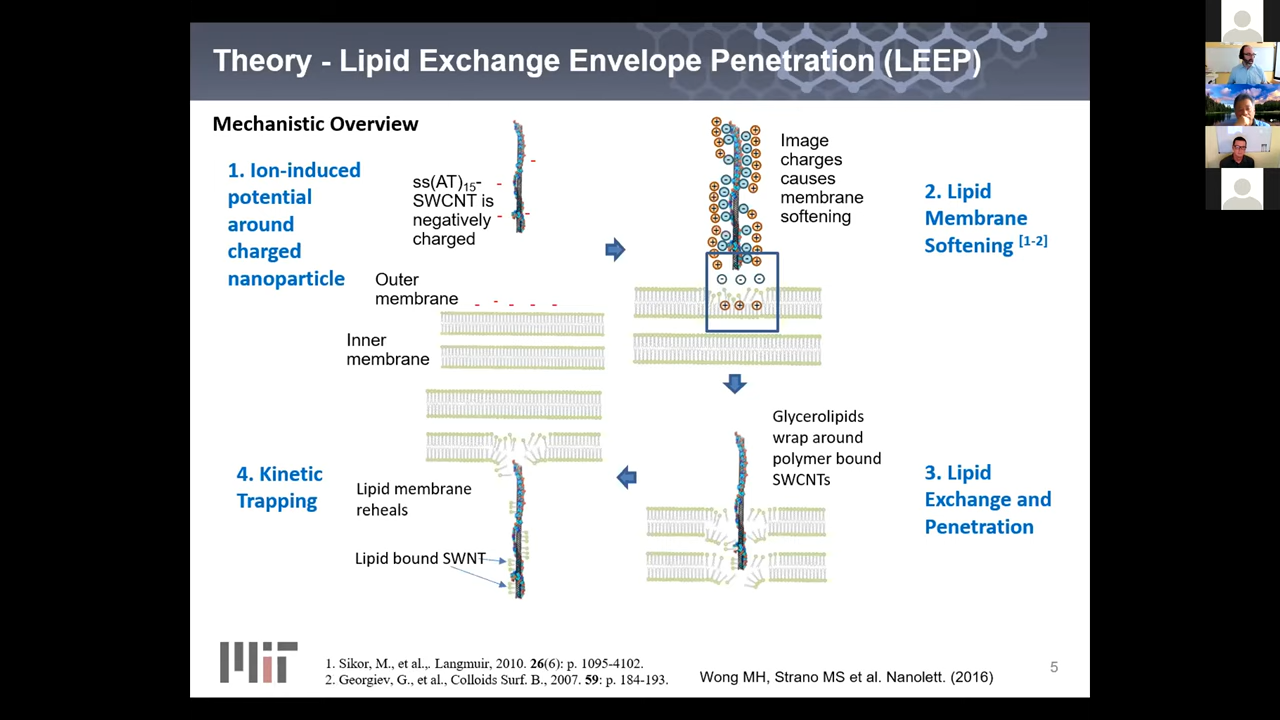 Theory - Lipid Exchange Envelope Penetration (LEEP)
Mechanistic Overview
1. Ion-induced
potential
around
charged
nanoparticle
ss(AT)15-
SWCNT is
negatively
charged
Outer
membrane
Inner
membrane
Image
charges
causes
membrane
softening
2. Lipid
Membrane
Softening [1-2]
Glycerolipids
wrap around
polymer bound
SWCNTs
3. Lipid
Exchange and
Penetration
4. Kinetic
Trapping
Lipid membrane
reheals
Lipid bound SWNT
MIT
1. Sikor, M., et al.,. Langmuir, 2010. 26(6): p. 1095-4102.
2. Georgiev, G., et al., Colloids Surf. B., 2007. 59: p. 184-193.
Wong MH, Strano MS et al. Nanolett. (2016)
5